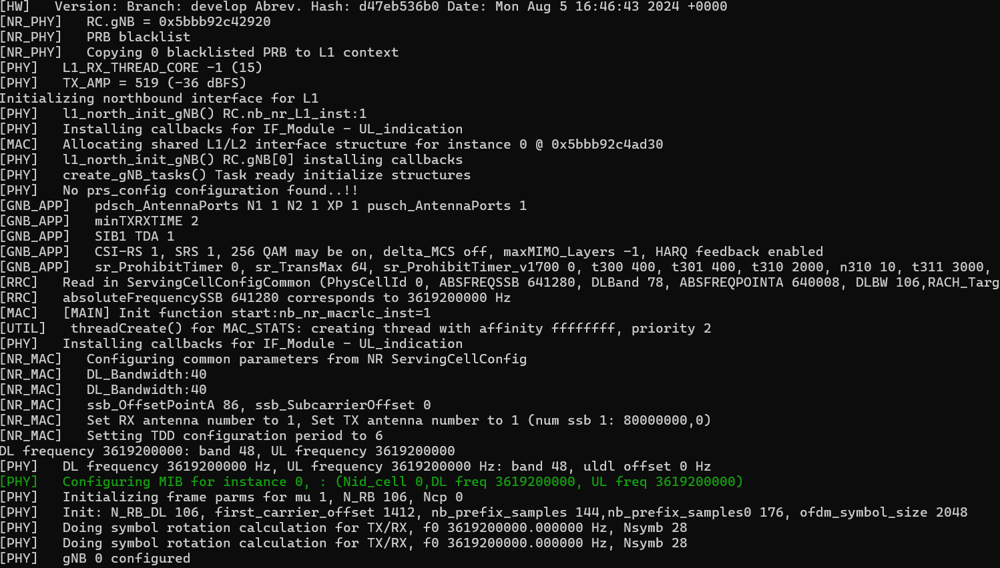 [HW]   Version: Branch: develop Abrev. Hash: d47eb536b0 Date: Mon Aug 5 16:46:43 2024 +0000
[NR_PHY]   RC.gNB = 0x5bbb92c42920
[NR_PHY]   PRB blacklist
[NR_PHY]   Copying 0 blacklisted PRB to L1 context
[PHY]   L1_RX_THREAD_CORE -1 (15)
[PHY]   TX_AMP = 519 (-36 dBFS)
Initializing northbound interface for L1
[PHY]   l1_north_init_gNB() RC.nb_nr_L1_inst:1
[PHY]   Installing callbacks for IF_Module - UL_indication
[MAC]   Allocating shared L1/L2 interface structure for instance 0 @ 0x5bbb92c4ad30
[PHY]   l1_north_init_gNB() RC.gNB[0] installing callbacks
[PHY]   create_gNB_tasks() Task ready initialize structures
[PHY]   No prs_config configuration found..!!
[GNB_APP]   pdsch_AntennaPorts N1 1 N2 1 XP 1 pusch_AntennaPorts 1
[GNB_APP]   minTXRXTIME 2
[GNB_APP]   SIB1 TDA 1
[GNB_APP]   CSI-RS 1, SRS 1, 256 QAM may be on, delta_MCS off, maxMIMO_Layers -1, HARQ feedback enabled
[GNB_APP]   sr_ProhibitTimer 0, sr_TransMax 64, sr_ProhibitTimer_v1700 0, t300 400, t301 400, t310 2000, n310 10, t311 3000,
[RRC]   Read in ServingCellConfigCommon (PhysCellId 0, ABSFREQSSB 641280, DLBand 78, ABSFREQPOINTA 640008, DLBW 106,RACH_Targ
[RRC]   absoluteFrequencySSB 641280 corresponds to 3619200000 Hz
[MAC]   [MAIN] Init function start:nb_nr_macrlc_inst=1
[UTIL]   threadCreate() for MAC_STATS: creating thread with affinity ffffffff, priority 2
[PHY]   Installing callbacks for IF_Module - UL_indication
[NR_MAC]   Configuring common parameters from NR ServingCellConfig
[NR_MAC]   DL_Bandwidth:40
[NR_MAC]   DL_Bandwidth:40
[NR_MAC]   ssb_OffsetPointA 86, ssb_SubcarrierOffset 0
[NR_MAC]   Set RX antenna number to 1, Set TX antenna number to 1 (num ssb 1: 80000000,0)
[NR_MAC]   Setting TDD configuration period to 6
DL frequency 3619200000: band 48, UL frequency 3619200000
[PHY]   DL frequency 3619200000 Hz, UL frequency 3619200000 Hz: band 48, uldl offset 0 Hz
[PHY]   Configuring MIB for instance 0, : (Nid_cell 0,DL freq 3619200000, UL freq 3619200000)
[PHY]   Initializing frame parms for mu 1, N_RB 106, Ncp 0
[PHY]   Init: N_RB_DL 106, first_carrier_offset 1412, nb_prefix_samples 144,nb_prefix_samples0 176, ofdm_symbol_size 2048
[PHY]   Doing symbol rotation calculation for TX/RX, f0 3619200000.000000 Hz, Nsymb 28
[PHY]   Doing symbol rotation calculation for TX/RX, f0 3619200000.000000 Hz, Nsymb 28
[PHY]   gNB 0 configured